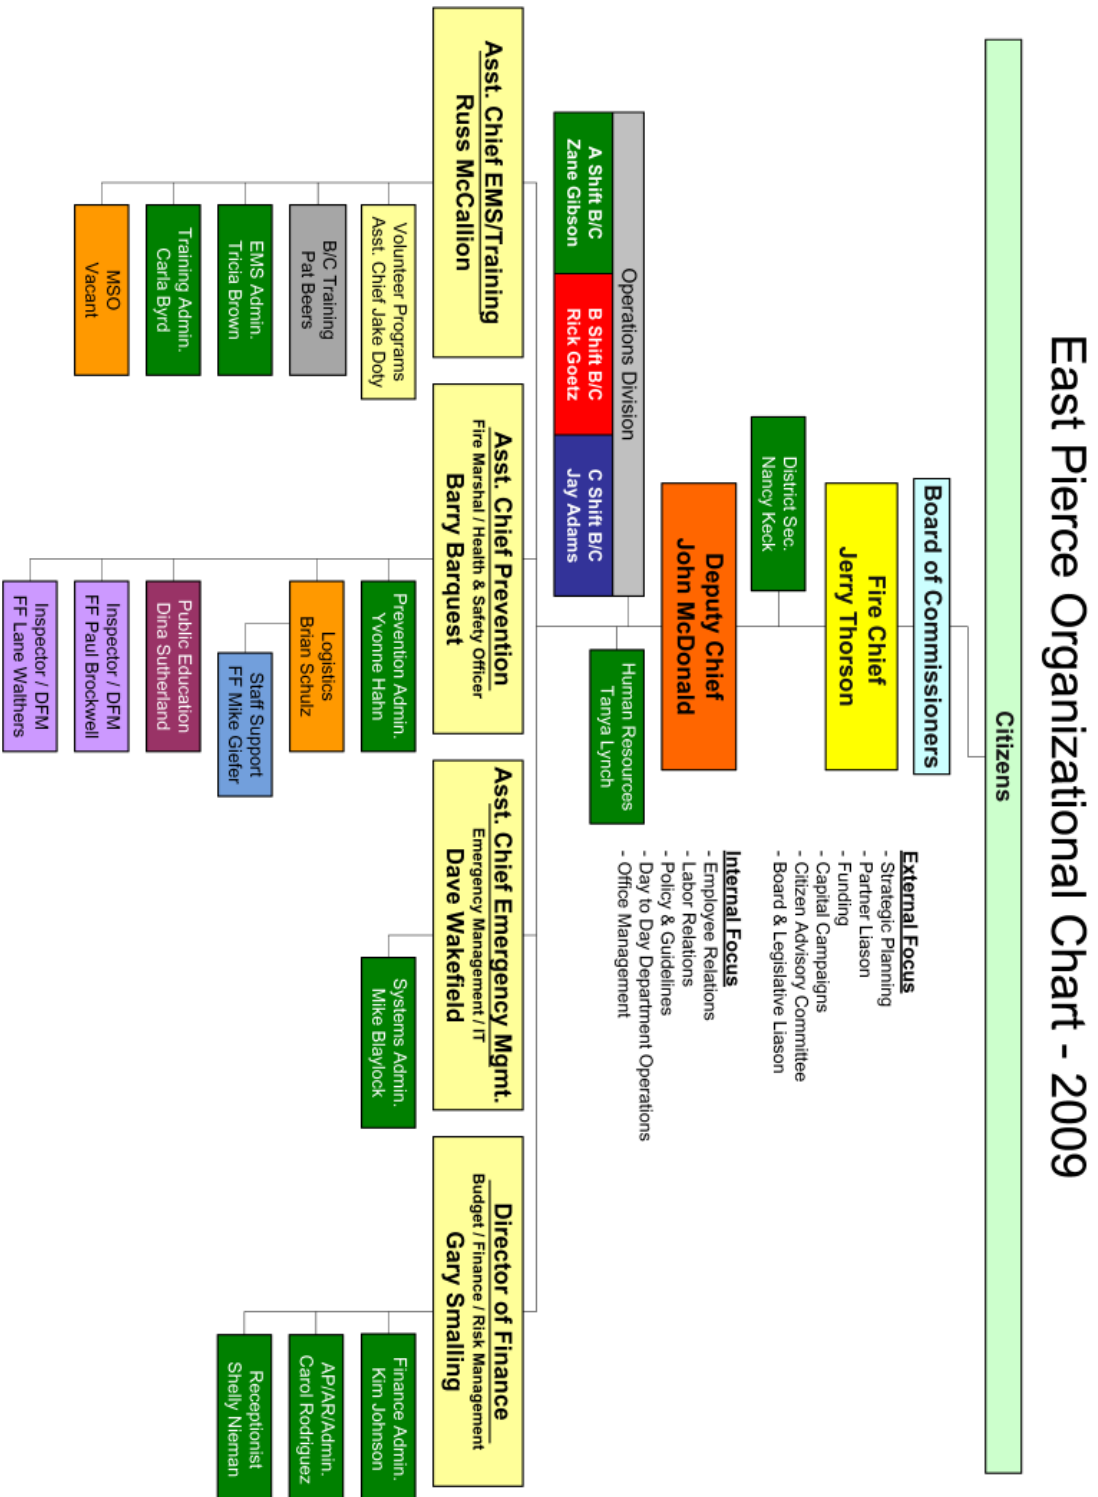 East Pierce Organizational Chart - 2009
Citizens
Board of Commissioners
Fire Chief
Jerry Thorson
External Focus
- Strategic Planning
- Partner Liason
- Funding
- Capital Campaigns
- Citizen Advisory Committee
- Board & Legislative Liason
District Sec.
Nancy Keck
Deputy Chief
John McDonald
Internal Focus
- Employee Relations
- Labor Relations
- Policy & Guidelines
- Day to Day Department Operations
- Office Management
Operations Division
A Shift B/C
Zane Gibson
B Shift B/C
Rick Goetz
C Shift B/C
Jay Adams
Human Resources
Tanya Lynch
Asst. Chief EMS/Training
Russ McCallion
Volunteer Programs
Asst. Chief Jake Doty
B/C Training
Pat Beers
EMS Admin.
Tricia Brown
Training Admin.
Carla Byrd
MSO
Vacant
Asst. Chief Prevention
Fire Marshal / Health & Safety Officer
Barry Barquest
Prevention Admin.
Yvonne Hahn
Logistics
Brian Schulz
Staff Support
FF Mike Giefer
Public Education
Dina Sutherland
Inspector / DFM
FF Paul Brockwell
Inspector / DFM
FF Lane Walthers
Asst. Chief Emergency Mgmt.
Emergency Management / IT
Dave Wakefield
Systems Admin.
Mike Blaylock
Director of Finance
Budget / Finance / Risk Management
Gary Smalling
Finance Admin.
Kim Johnson
AP/AR/Admin.
Carol Rodriguez
Receptionist
Shelly Nieman